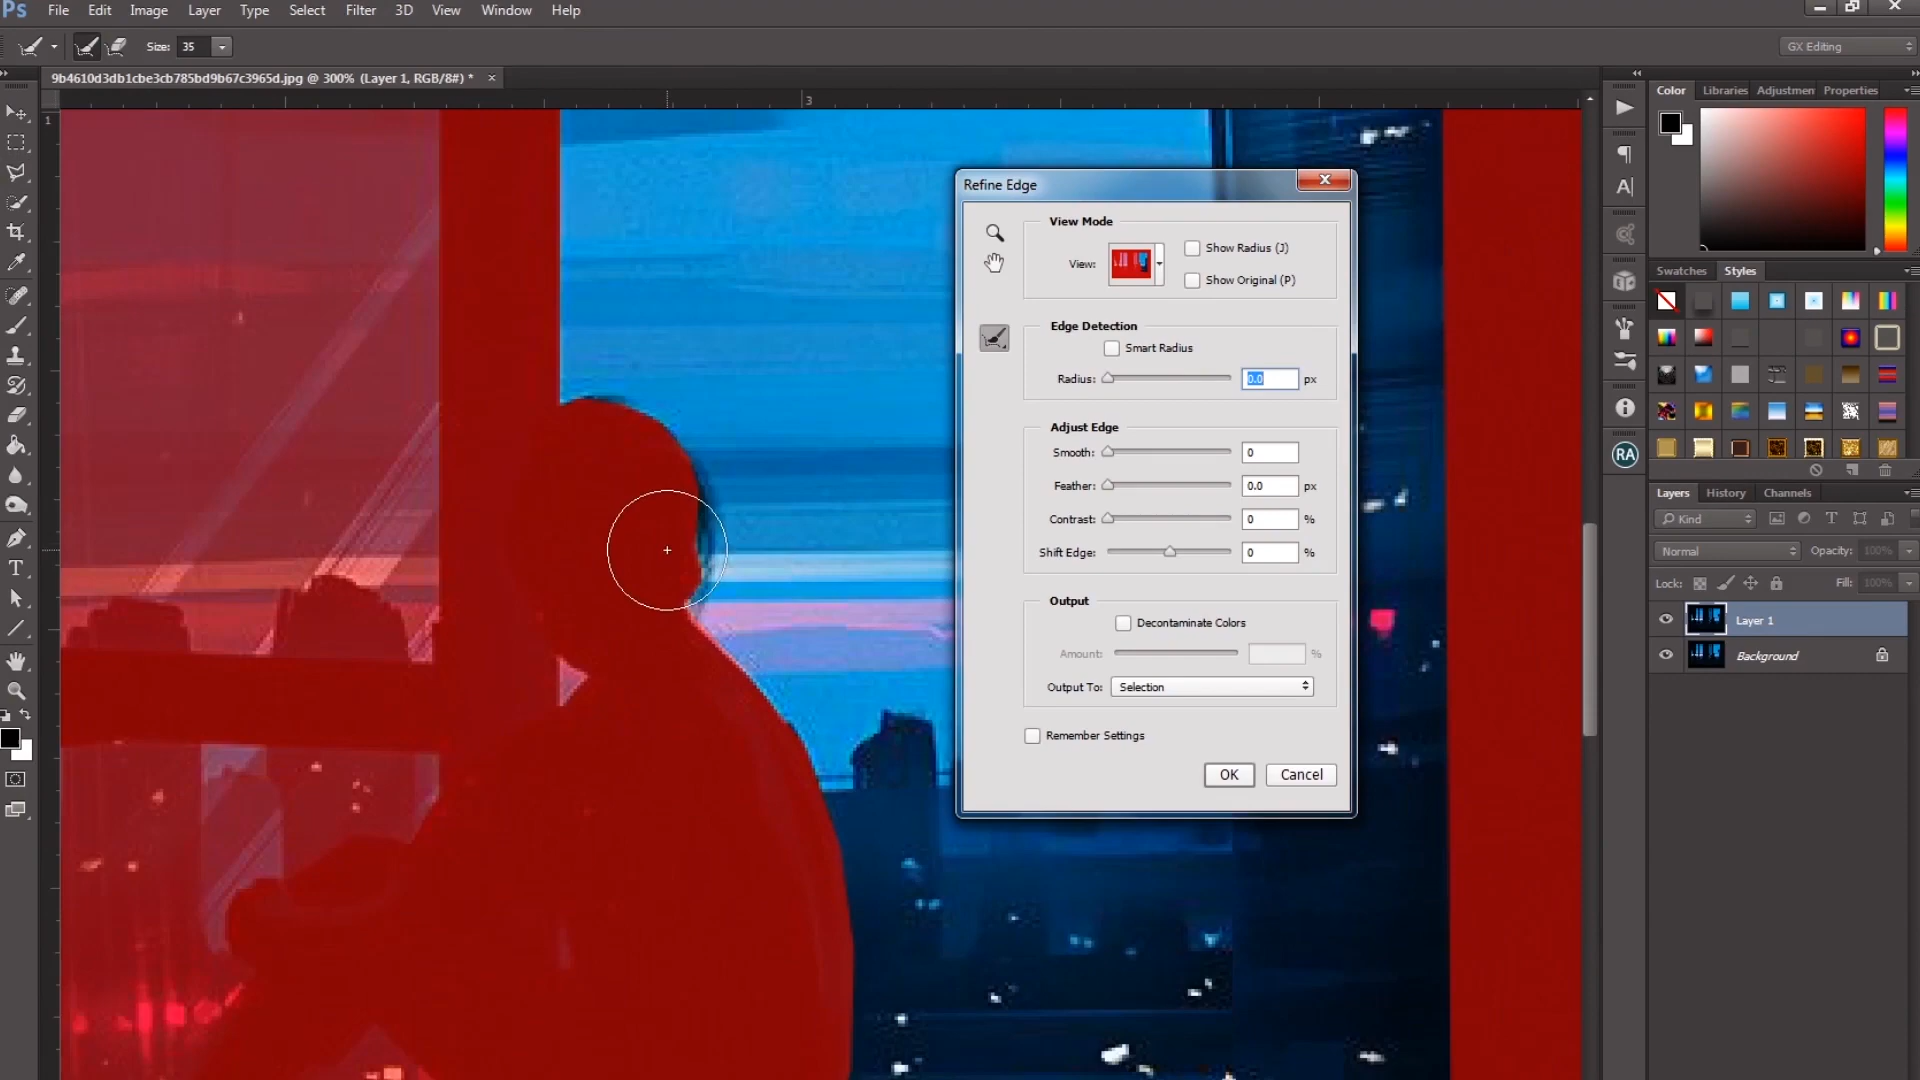 Ps File Edit Image Layer Type Select Filter 3D View Window Help
Size: 35 GX Editing
9b4610d3db1cbe3cb785bd9b67c3965d.jpg @ 300% (Layer 1, RGB/8#) * ×
3
1
Color Libraries Adjustmen Properties
Refine Edge
View Mode
View:
Show Radius (J)
Show Original (P)
Edge Detection
Smart Radius
Radius: 0.0 px
Adjust Edge
Smooth: 0
Feather: 0.0 px
Contrast: 0 %
Shift Edge: 0 %
Output
Decontaminate Colors
Amount: %
Output To: Selection
Remember Settings
OK Cancel
A
RA
Swatches Styles
Layers History Channels
Kind T
Normal Opacity: 100%
Lock: Fill: 100%
Layer 1
Background
T